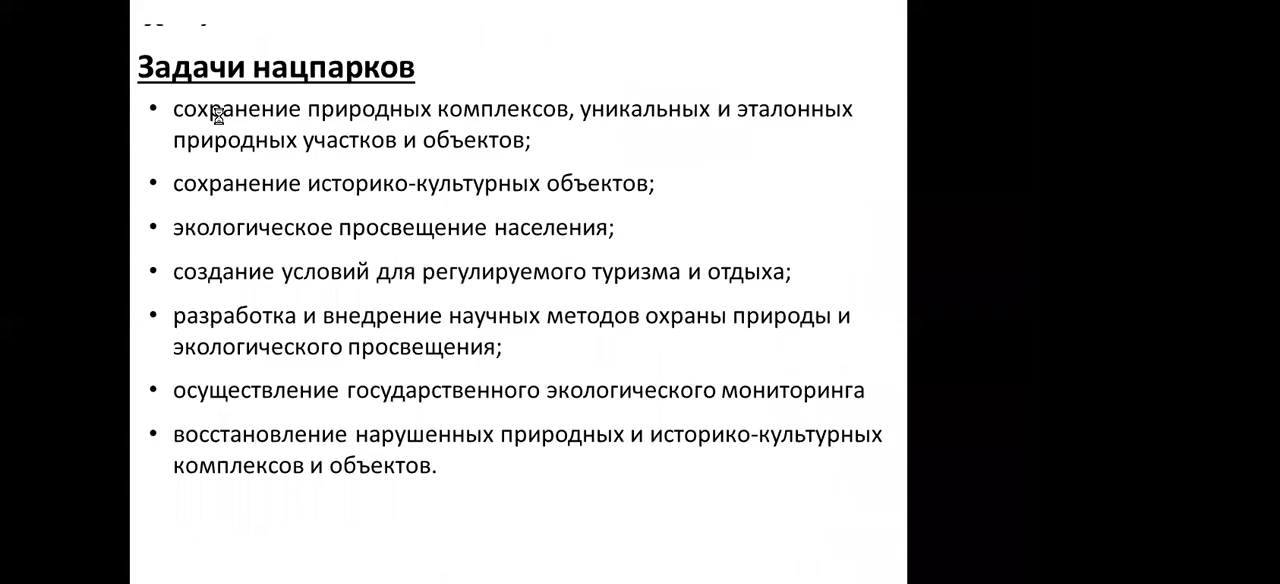 Задачи нацпарков
• сохранение природных комплексов, уникальных и эталонных
природных участков и объектов;
• сохранение историко-культурных объектов;
• экологическое просвещение населения;
• создание условий для регулируемого туризма и отдыха;
• разработка и внедрение научных методов охраны природы и
экологического просвещения;
• осуществление государственного экологического мониторинга
• восстановление нарушенных природных и историко-культурных
комплексов и объектов.